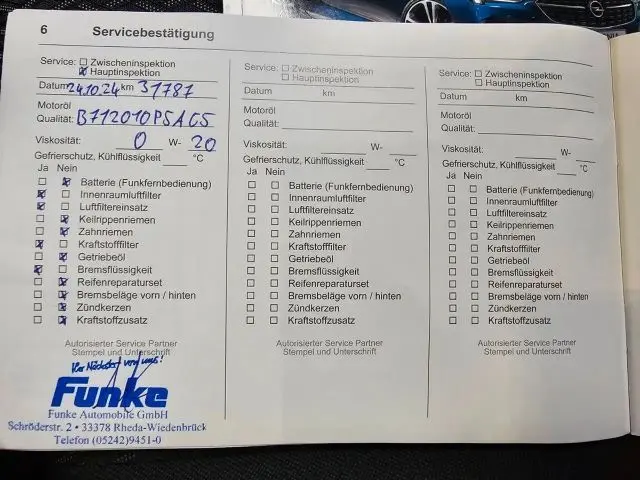 6 Servicebestätigung
Service: Zwischeninspektion
Hauptinspektion
Datum 24.10.24 km 31787
Motoröl
Qualität: B712010PSACS
Viskosität: 0 W- 20
Gefrierschutz, Kühlflüssigkeit °C
Ja Nein
Batterie (Funkfernbedienung)
Innenraumluftfilter
Luftfiltereinsatz
Keilrippenriemen
Zahnriemen
Kraftstofffilter
Getriebeöl
Bremsflüssigkeit
Reifenreparaturset
Bremsbeläge vorn / hinten
Zündkerzen
Kraftstoffzusatz
Autorisierter Service Partner
Stempel und Unterschrift
Ihr Nächster von uns!
Funke
Funke Automobile GmbH
Schröderstr. 2 • 33378 Rheda-Wiedenbrück
Telefon (05242)9451-0
Service: Zwischeninspektion
Hauptinspektion
Datum km
Motoröl
Qualität:
Viskosität: W-
Gefrierschutz, Kühlflüssigkeit °C
Ja Nein
Batterie (Funkfernbedienung)
Innenraumluftfilter
Luftfiltereinsatz
Keilrippenriemen
Zahnriemen
Kraftstofffilter
Getriebeöl
Bremsflüssigkeit
Reifenreparaturset
Bremsbeläge vorn / hinten
Zündkerzen
Kraftstoffzusatz
Autorisierter Service Partner
Stempel und Unterschrift
Service: Zwischeninspektion
Hauptinspektion
Datum km
Motoröl
Qualität:
Viskosität: W-
Gefrierschutz, Kühlflüssigkeit °C
Ja Nein
Batterie (Funkfernbedienung)
Innenraumluftfilter
Luftfiltereinsatz
Keilrippenriemen
Zahnriemen
Kraftstofffilter
Getriebeöl
Bremsflüssigkeit
Reifenreparaturset
Bremsbeläge vorn / hinten
Zündkerzen
Kraftstoffzusatz
Autorisierter Service Partner
Stempel und Unterschrift